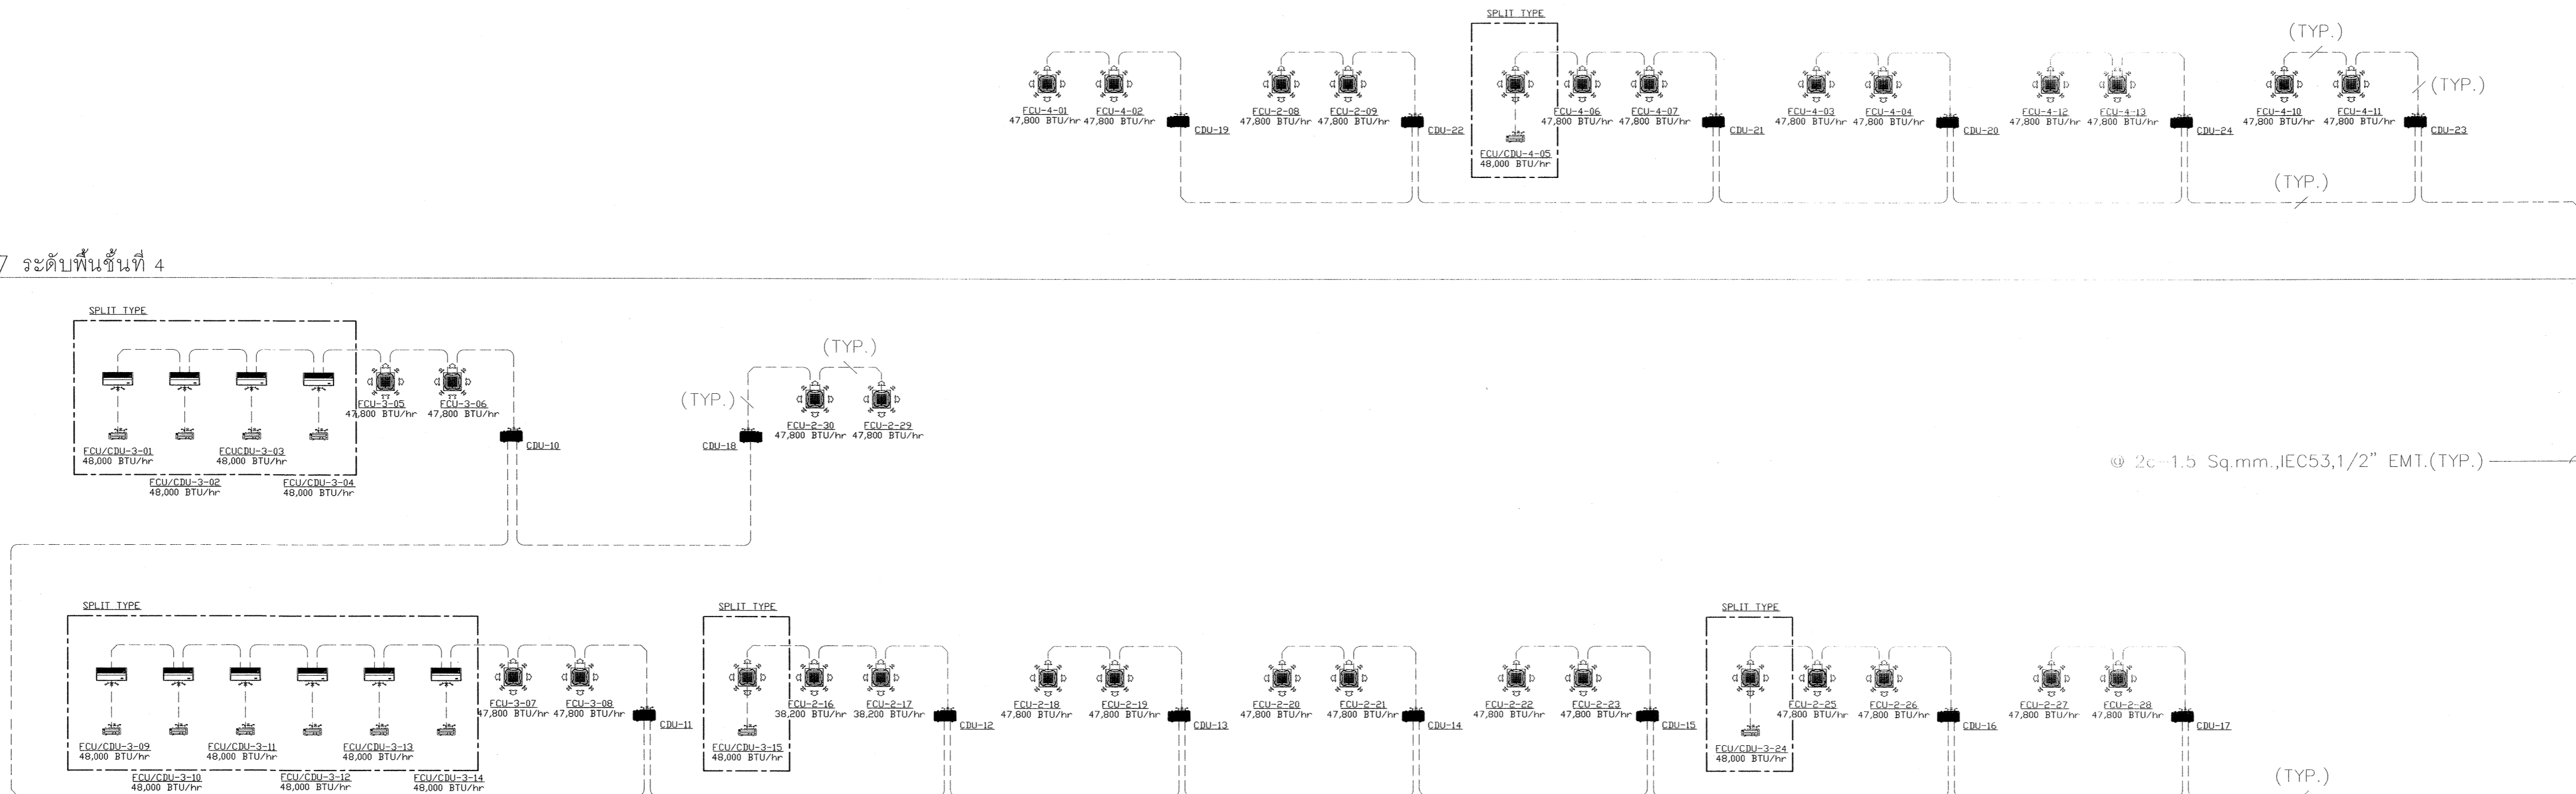 SPLIT TYPE
(TYP.)
(TYP.)
FCU-4-01
47,800 BTU/hr
FCU-4-02
47,800 BTU/hr
CDU-19
FCU-2-08
47,800 BTU/hr
FCU-2-09
47,800 BTU/hr
CDU-22
FCU/CDU-4-05
48,000 BTU/hr
FCU-4-06
47,800 BTU/hr
FCU-4-07
47,800 BTU/hr
CDU-21
FCU-4-03
47,800 BTU/hr
FCU-4-04
47,800 BTU/hr
CDU-20
FCU-4-12
47,800 BTU/hr
FCU-4-13
47,800 BTU/hr
CDU-24
FCU-4-10
47,800 BTU/hr
FCU-4-11
47,800 BTU/hr
CDU-23
(TYP.)
ระดับพื้นชั้นที่ 4
SPLIT TYPE
FCU/CDU-3-01
48,000 BTU/hr
FCU/CDU-3-02
48,000 BTU/hr
FCUCDU-3-03
48,000 BTU/hr
FCU/CDU-3-04
48,000 BTU/hr
FCU-3-05
47,800 BTU/hr
FCU-3-06
47,800 BTU/hr
CDU-10
(TYP.)
(TYP.)
CDU-18
FCU-2-30
47,800 BTU/hr
FCU-2-29
47,800 BTU/hr
@ 2c-1.5 Sq.mm.,IEC53,1/2" EMT.(TYP.)
SPLIT TYPE
FCU/CDU-3-09
48,000 BTU/hr
FCU/CDU-3-10
48,000 BTU/hr
FCU/CDU-3-11
48,000 BTU/hr
FCU/CDU-3-12
48,000 BTU/hr
FCU/CDU-3-13
48,000 BTU/hr
FCU/CDU-3-14
48,000 BTU/hr
FCU-3-07
47,800 BTU/hr
FCU-3-08
47,800 BTU/hr
CDU-11
SPLIT TYPE
FCU/CDU-3-15
48,000 BTU/hr
FCU-2-16
38,200 BTU/hr
FCU-2-17
38,200 BTU/hr
CDU-12
FCU-2-18
47,800 BTU/hr
FCU-2-19
47,800 BTU/hr
CDU-13
FCU-2-20
47,800 BTU/hr
FCU-2-21
47,800 BTU/hr
CDU-14
FCU-2-22
47,800 BTU/hr
FCU-2-23
47,800 BTU/hr
CDU-15
SPLIT TYPE
FCU/CDU-3-24
48,000 BTU/hr
FCU-2-25
47,800 BTU/hr
FCU-2-26
47,800 BTU/hr
CDU-16
FCU-2-27
47,800 BTU/hr
FCU-2-28
47,800 BTU/hr
CDU-17
(TYP.)